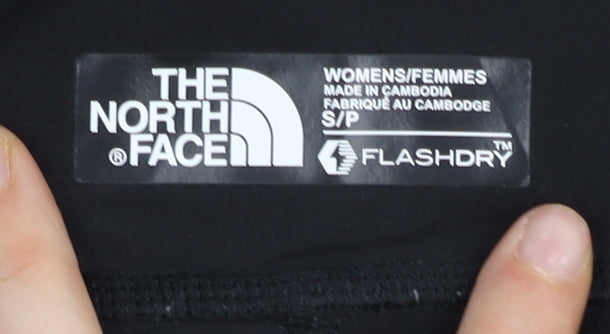 THE
NORTH
® FACE
WOMENS/FEMMES
MADE IN CAMBODIA
FABRIQUÉ AU CAMBODGE
S/P
FLASHDRY™